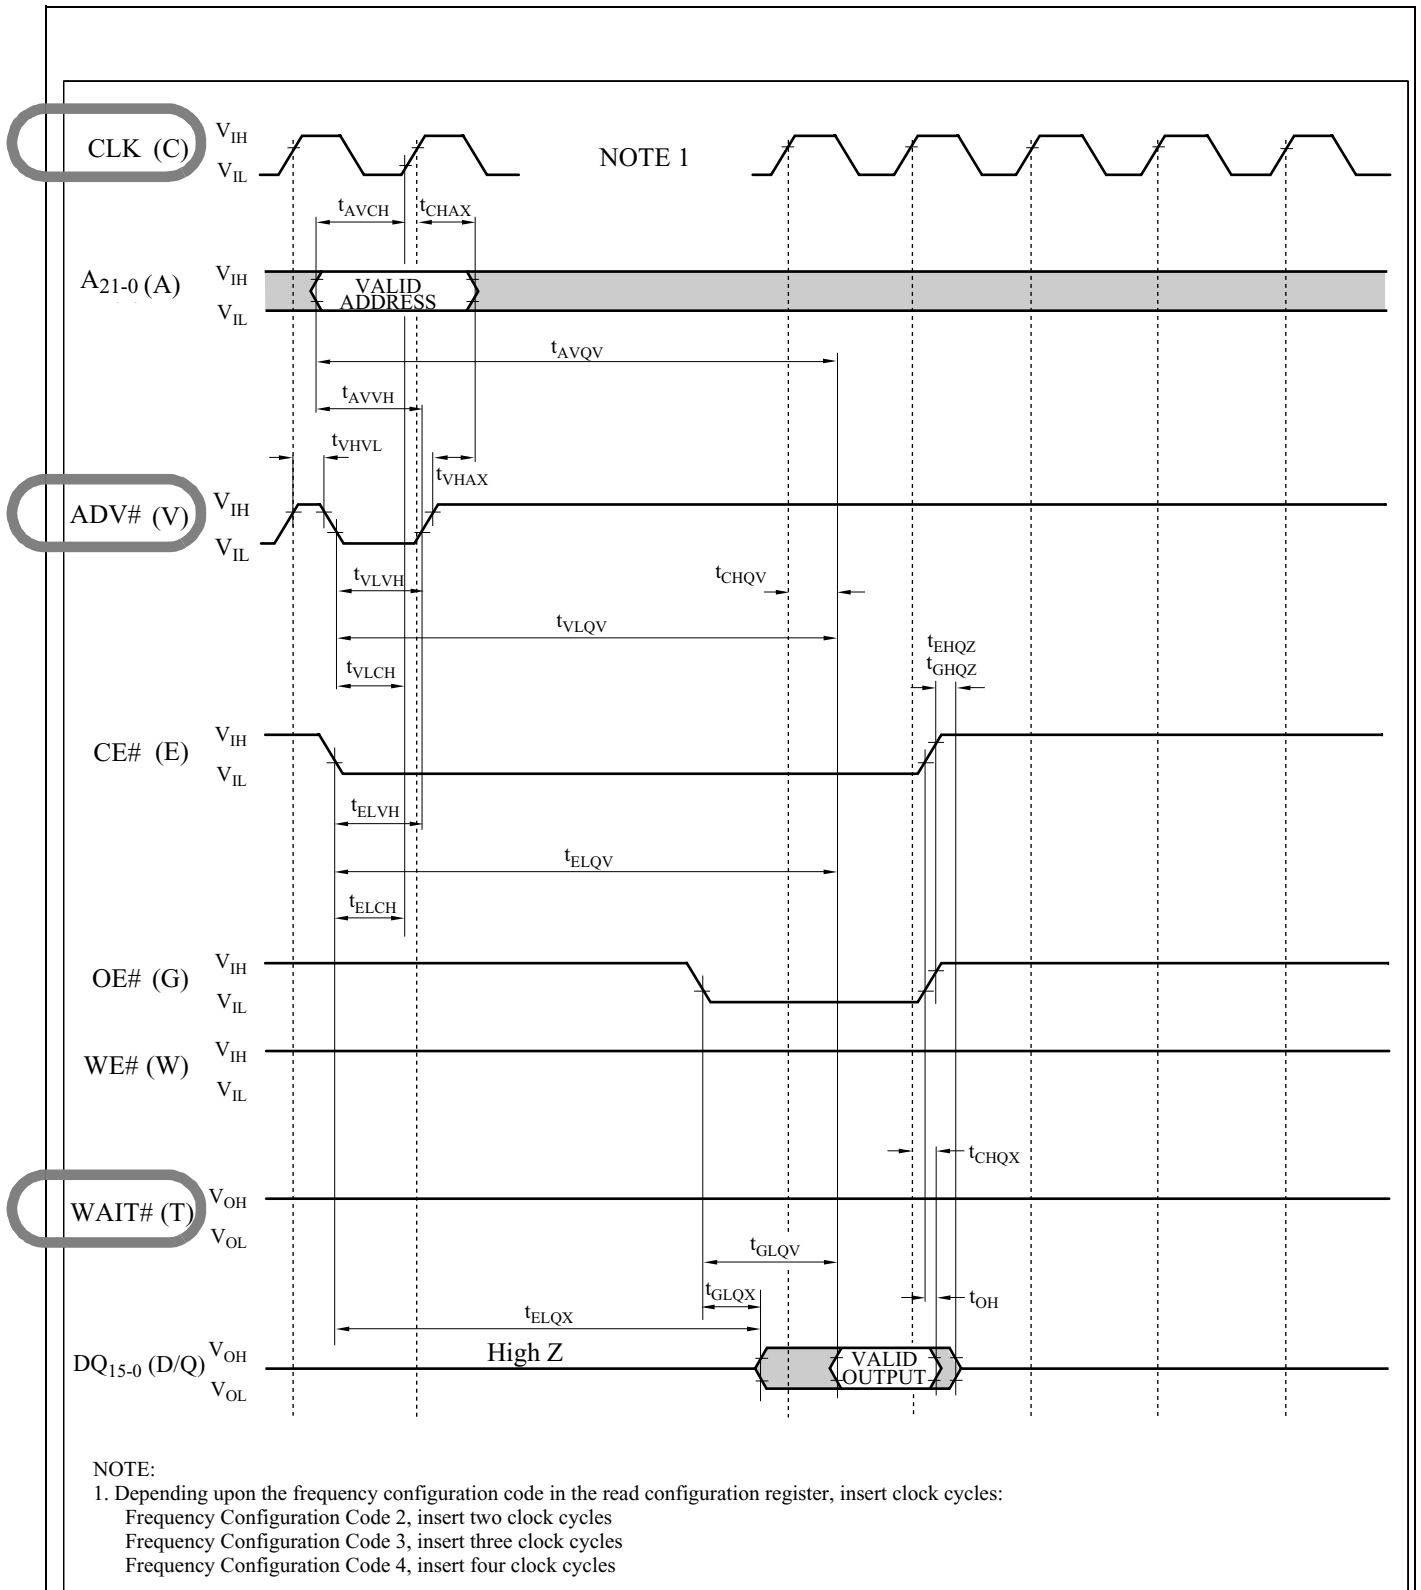 CLK (C)
VIH
VIL
NOTE 1
tAVCH
tCHAX
A21-0 (A)
VIH
VIL
VALID
ADDRESS
tAVQV
tAVVH
tVHVL
tVHAX
ADV# (V)
VIH
VIL
tVLVH
tCHQV
tVLQV
tVLCH
tEHQZ
tGHQZ
CE# (E)
VIH
VIL
tELVH
tELQV
tELCH
OE# (G)
VIH
VIL
WE# (W)
VIH
VIL
tCHQX
WAIT# (T)
VOH
VOL
tGLQV
tGLQX
tOH
tELQX
DQ15-0 (D/Q)
VOH
VOL
High Z
VALID
OUTPUT
NOTE:
1. Depending upon the frequency configuration code in the read configuration register, insert clock cycles:
Frequency Configuration Code 2, insert two clock cycles
Frequency Configuration Code 3, insert three clock cycles
Frequency Configuration Code 4, insert four clock cycles